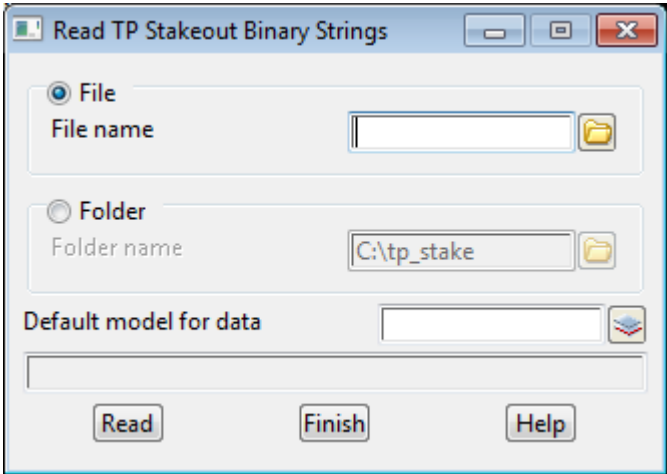 Read TP Stakeout Binary Strings
File
File name
Folder
Folder name C:\tp_stake
Default model for data
Read Finish Help